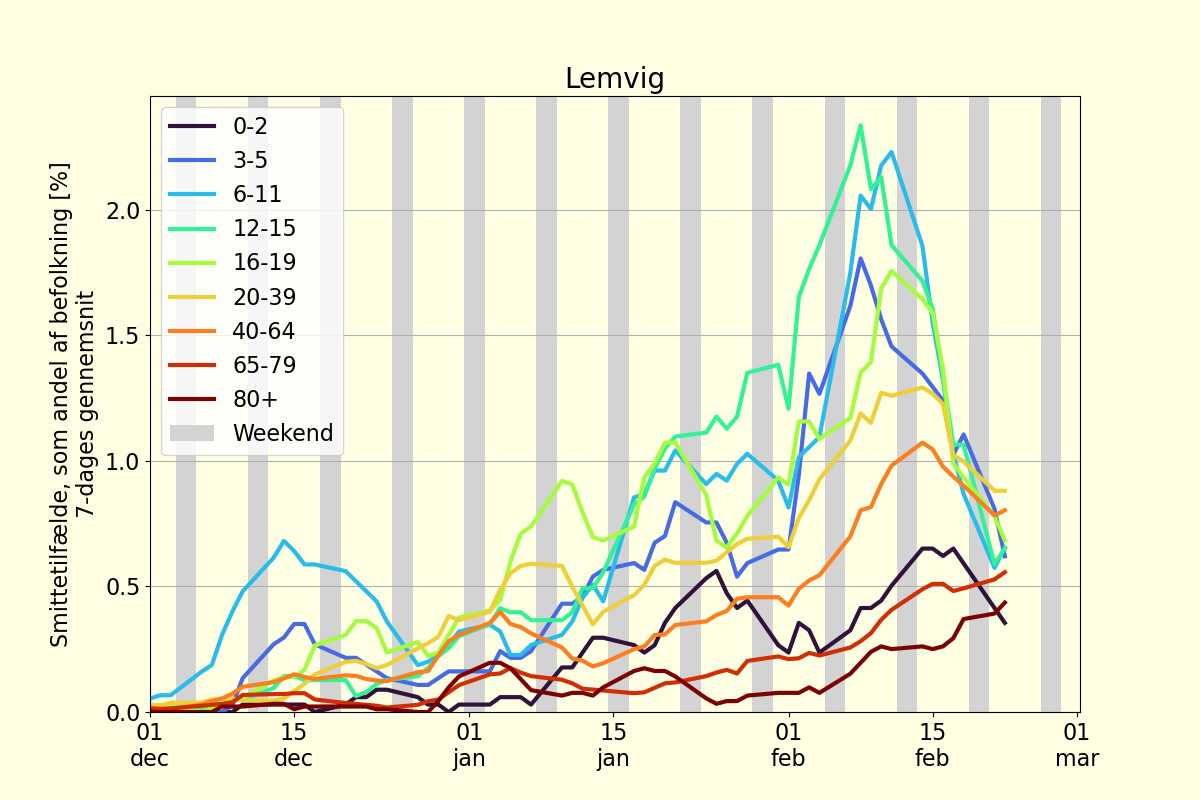 Lemvig
Smittetilfælde, som andel af befolkning [%]
7-dages gennemsnit
2.0
1.5
1.0
0.5
0.0
0-2
3-5
6-11
12-15
16-19
20-39
40-64
65-79
80+
Weekend
01 15 01 15 01 15 01
dec dec jan jan feb feb mar